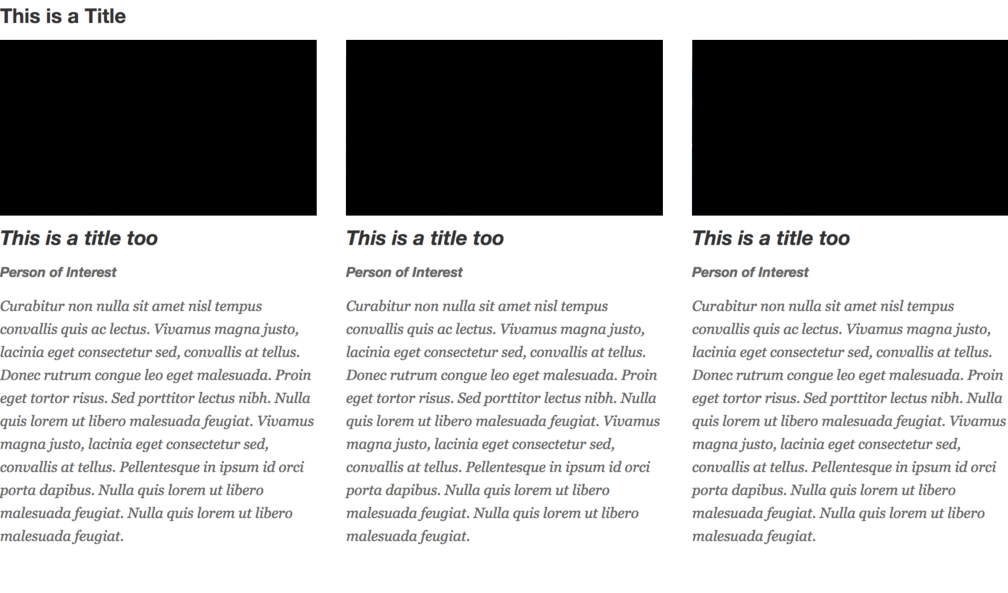 This is a Title
This is a title too
Person of Interest
Curabitur non nulla sit amet nisl tempus
convallis quis ac lectus. Vivamus magna justo,
lacinia eget consectetur sed, convallis at tellus.
Donec rutrum congue leo eget malesuada. Proin
eget tortor risus. Sed porttitor lectus nibh. Nulla
quis lorem ut libero malesuada feugiat. Vivamus
magna justo, lacinia eget consectetur sed,
convallis at tellus. Pellentesque in ipsum id orci
porta dapibus. Nulla quis lorem ut libero
malesuada feugiat. Nulla quis lorem ut libero
malesuada feugiat.
This is a title too
Person of Interest
Curabitur non nulla sit amet nisl tempus
convallis quis ac lectus. Vivamus magna justo,
lacinia eget consectetur sed, convallis at tellus.
Donec rutrum congue leo eget malesuada. Proin
eget tortor risus. Sed porttitor lectus nibh. Nulla
quis lorem ut libero malesuada feugiat. Vivamus
magna justo, lacinia eget consectetur sed,
convallis at tellus. Pellentesque in ipsum id orci
porta dapibus. Nulla quis lorem ut libero
malesuada feugiat. Nulla quis lorem ut libero
malesuada feugiat.
This is a title too
Person of Interest
Curabitur non nulla sit amet nisl tempus
convallis quis ac lectus. Vivamus magna justo,
lacinia eget consectetur sed, convallis at tellus.
Donec rutrum congue leo eget malesuada. Proin
eget tortor risus. Sed porttitor lectus nibh. Nulla
quis lorem ut libero malesuada feugiat. Vivamus
magna justo, lacinia eget consectetur sed,
convallis at tellus. Pellentesque in ipsum id orci
porta dapibus. Nulla quis lorem ut libero
malesuada feugiat. Nulla quis lorem ut libero
malesuada feugiat.